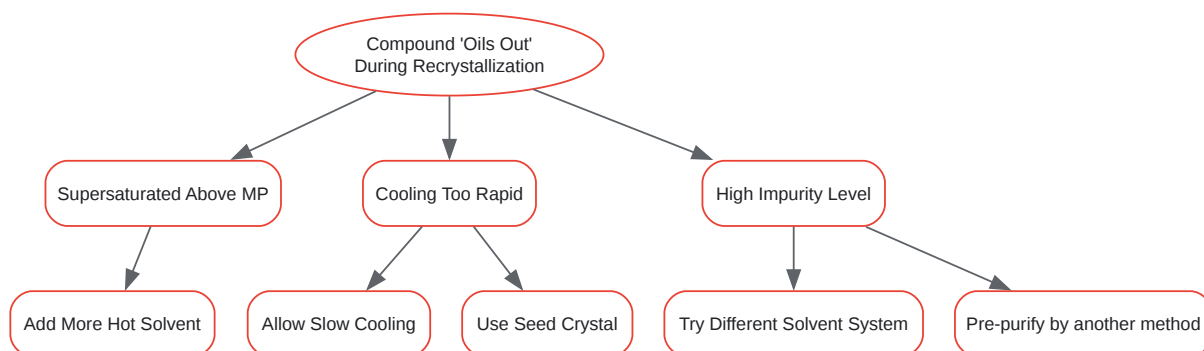 Compound 'Oils Out'
During Recrystallization
Supersaturated Above MP
Cooling Too Rapid
High Impurity Level
Add More Hot Solvent
Allow Slow Cooling
Use Seed Crystal
Try Different Solvent System
Pre-purify by another method